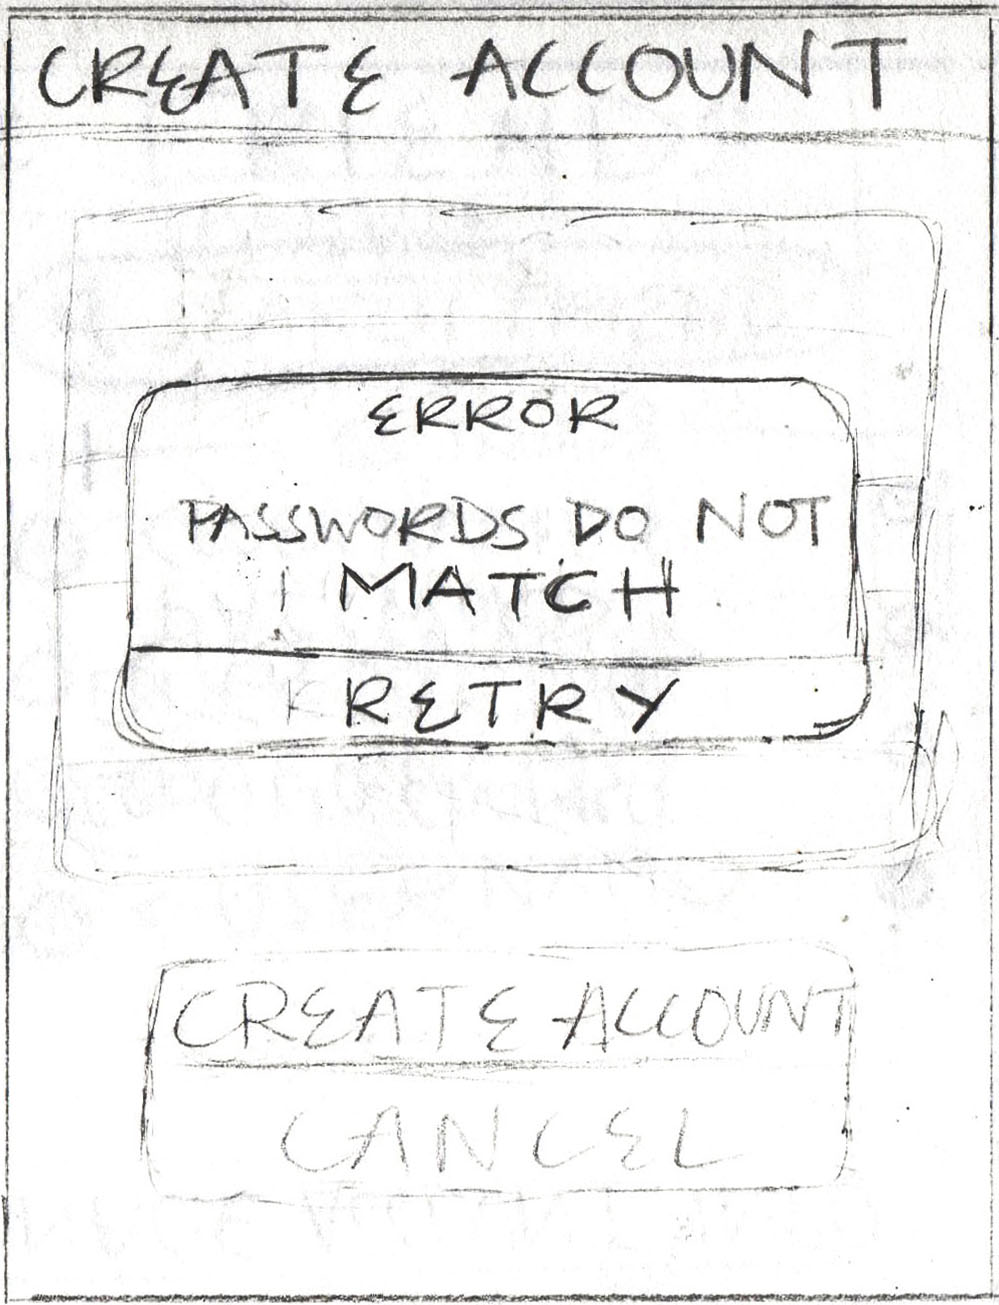 CREATE ACCOUNT
ERROR
PASSWORDS DO NOT
MATCH
RETRY
CREATE ACCOUNT
CANCEL